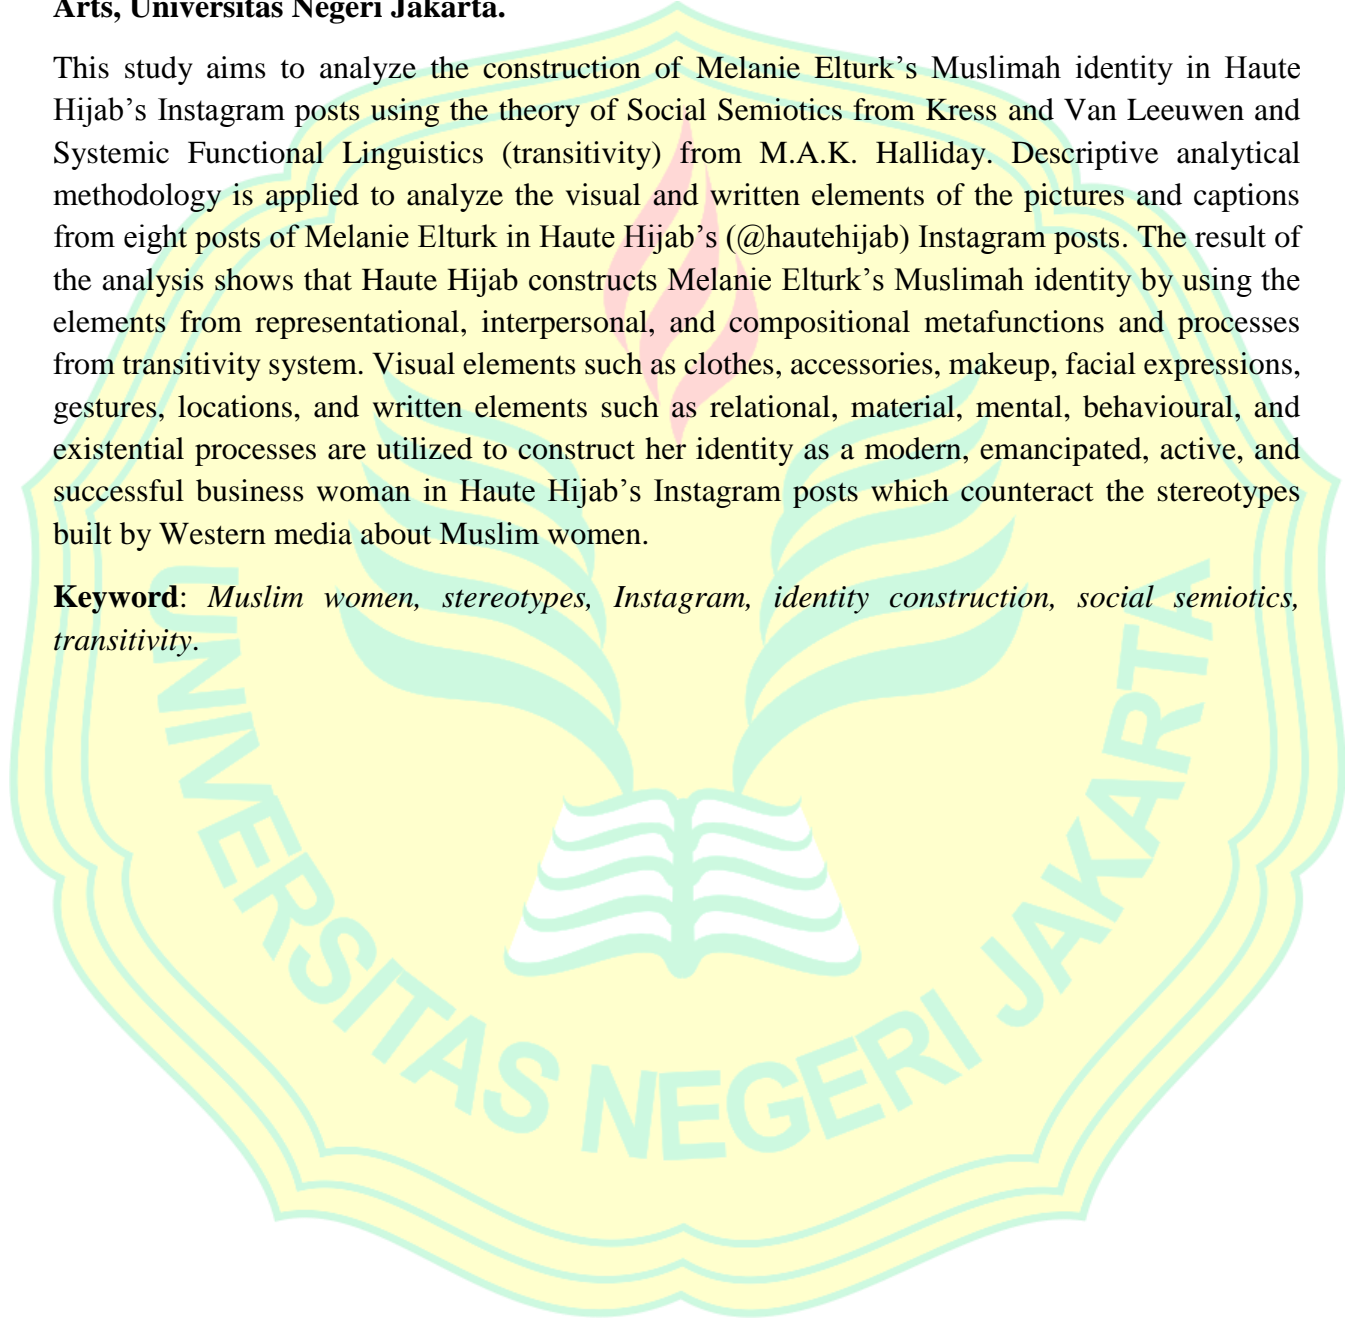 Arts, Universitas Negeri Jakarta.
This study aims to analyze the construction of Melanie Elturk’s Muslimah identity in Haute
Hijab’s Instagram posts using the theory of Social Semiotics from Kress and Van Leeuwen and
Systemic Functional Linguistics (transitivity) from M.A.K. Halliday. Descriptive analytical
methodology is applied to analyze the visual and written elements of the pictures and captions
from eight posts of Melanie Elturk in Haute Hijab’s (@hautehijab) Instagram posts. The result of
the analysis shows that Haute Hijab constructs Melanie Elturk’s Muslimah identity by using the
elements from representational, interpersonal, and compositional metafunctions and processes
from transitivity system. Visual elements such as clothes, accessories, makeup, facial expressions,
gestures, locations, and written elements such as relational, material, mental, behavioural, and
existential processes are utilized to construct her identity as a modern, emancipated, active, and
successful business woman in Haute Hijab’s Instagram posts which counteract the stereotypes
built by Western media about Muslim women.
Keyword: Muslim women, stereotypes, Instagram, identity construction, social semiotics,
transitivity.
UNIVERSITAS NEGERI JAKARTA